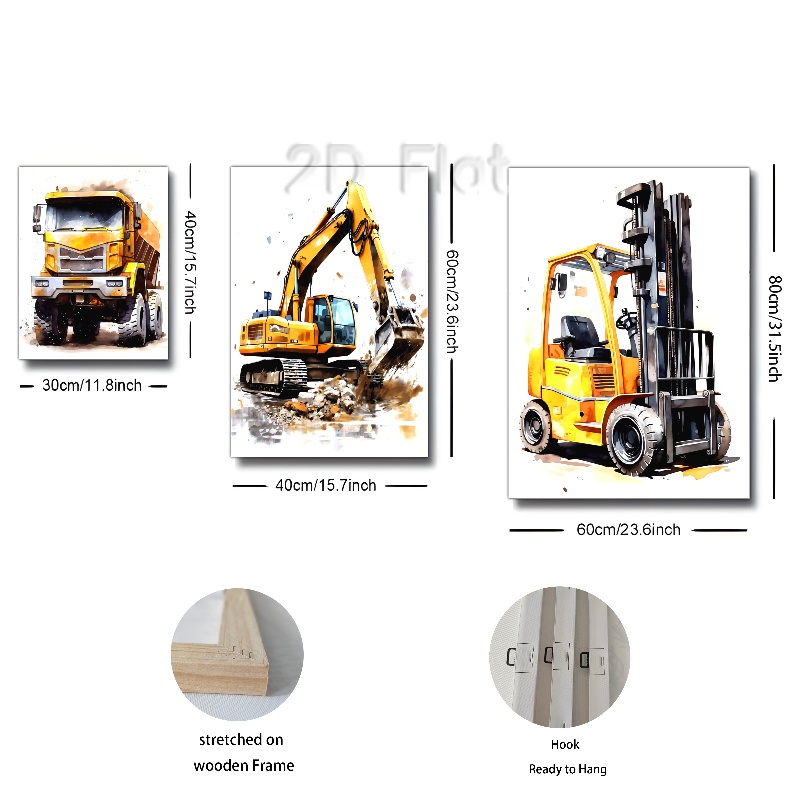 2D Flat
40cm/15.7inch
30cm/11.8inch
60cm/23.6inch
40cm/15.7inch
80cm/31.5inch
60cm/23.6inch
stretched on
wooden Frame
Hook
Ready to Hang